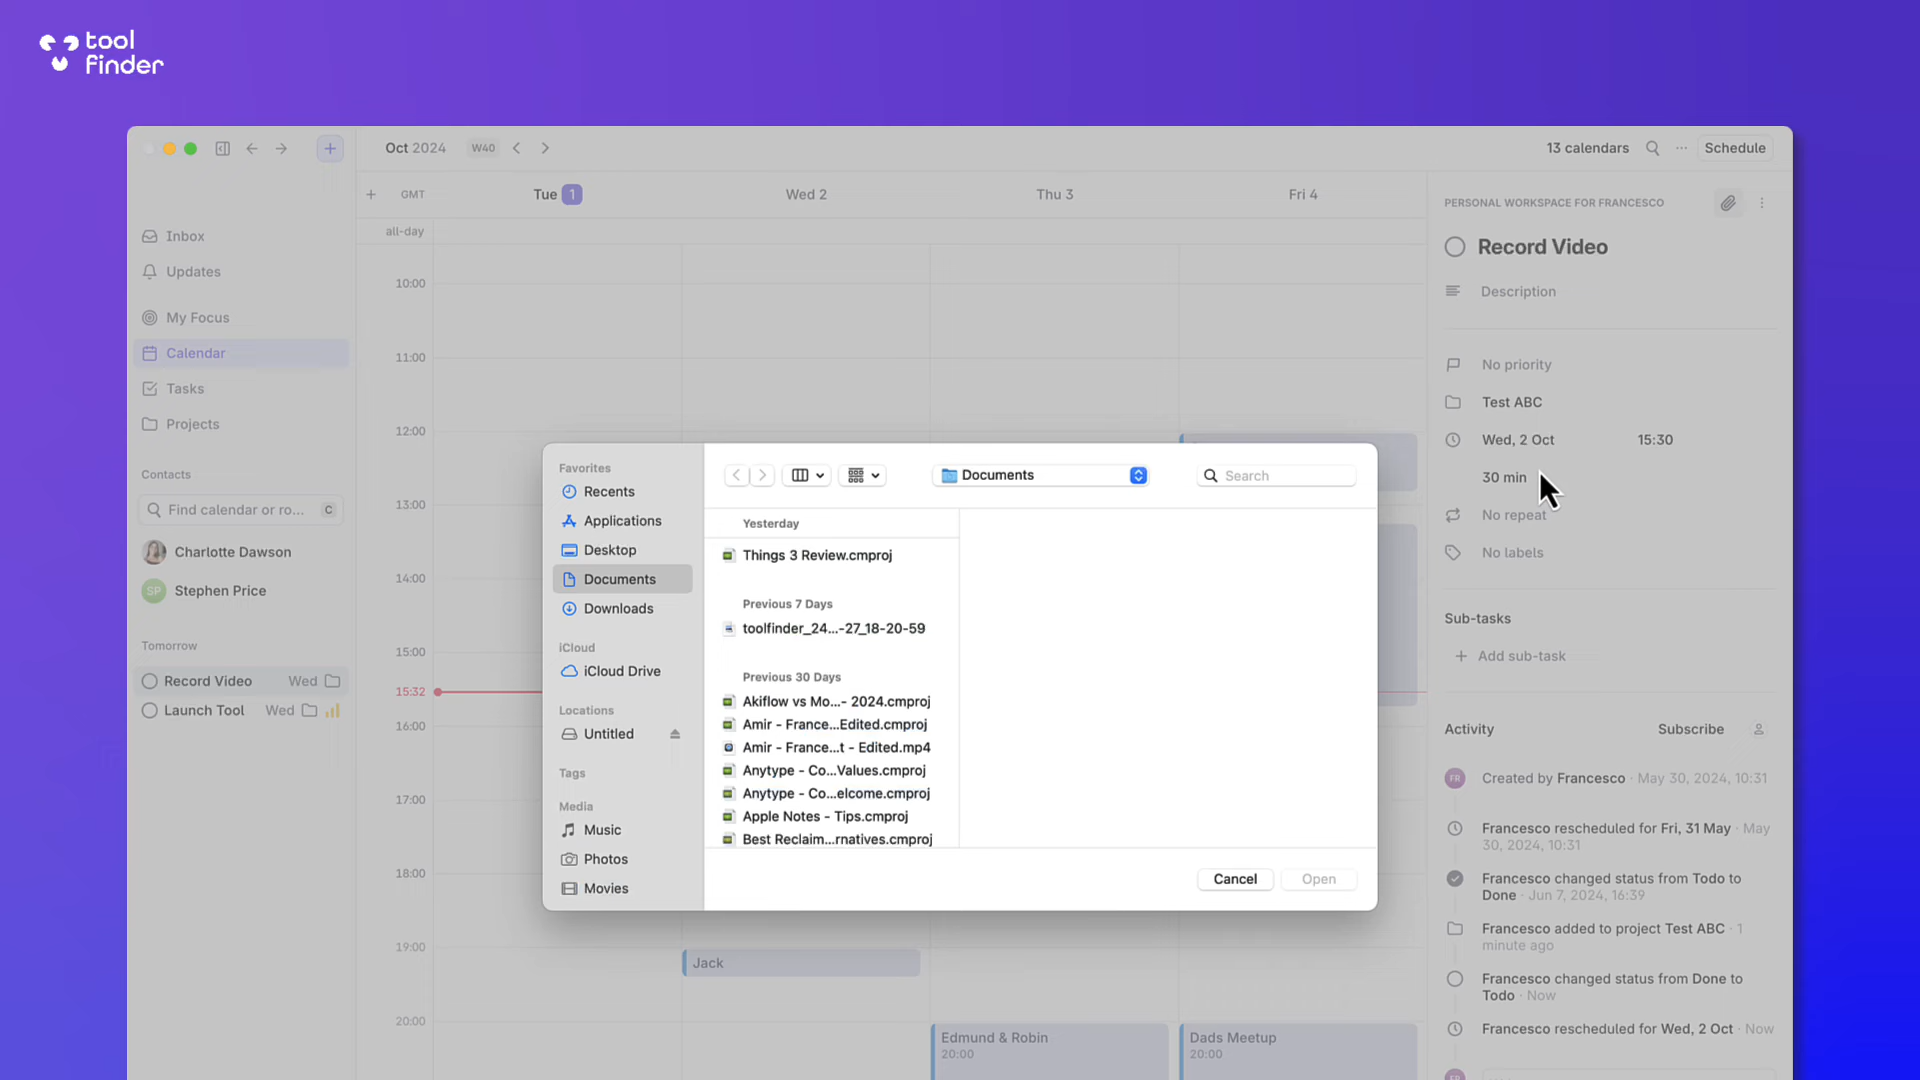 tool
finder
Oct 2024
W40
13 calendars
Schedule
GMT
Tue 1
Wed 2
Thu 3
Fri 4
all-day
10:00
11:00
12:00
13:00
14:00
15:00
15:32
16:00
17:00
18:00
19:00
20:00
Inbox
Updates
My Focus
Calendar
Tasks
Projects
Contacts
Find calendar or ro... C
Charlotte Dawson
SP Stephen Price
Tomorrow
Record Video Wed
Launch Tool Wed
Favorites
Recents
Applications
Desktop
Documents
Downloads
iCloud
iCloud Drive
Locations
Untitled
Tags
Media
Music
Photos
Movies
Documents
Search
Yesterday
Things 3 Review.cmproj
Previous 7 Days
toolfinder_24...-27_18-20-59
Previous 30 Days
Akiflow vs Mo...- 2024.cmproj
Amir - France...Edited.cmproj
Amir - France...t - Edited.mp4
Anytype - Co...Values.cmproj
Anytype - Co...elcome.cmproj
Apple Notes - Tips.cmproj
Best Reclaim...rnatives.cmproj
Cancel
Open
Jack
Edmund & Robin
20:00
Dads Meetup
20:00
PERSONAL WORKSPACE FOR FRANCESCO
Record Video
Description
No priority
Test ABC
Wed, 2 Oct 15:30
30 min
No repeat
No labels
Sub-tasks
Add sub-task
Activity
Subscribe
FR Created by Francesco · May 30, 2024, 10:31
Francesco rescheduled for Fri, 31 May · May
30, 2024, 10:31
Francesco changed status from Todo to
Done · Jun 7, 2024, 16:39
Francesco added to project Test ABC · 1
minute ago
Francesco changed status from Done to
Todo · Now
Francesco rescheduled for Wed, 2 Oct · Now